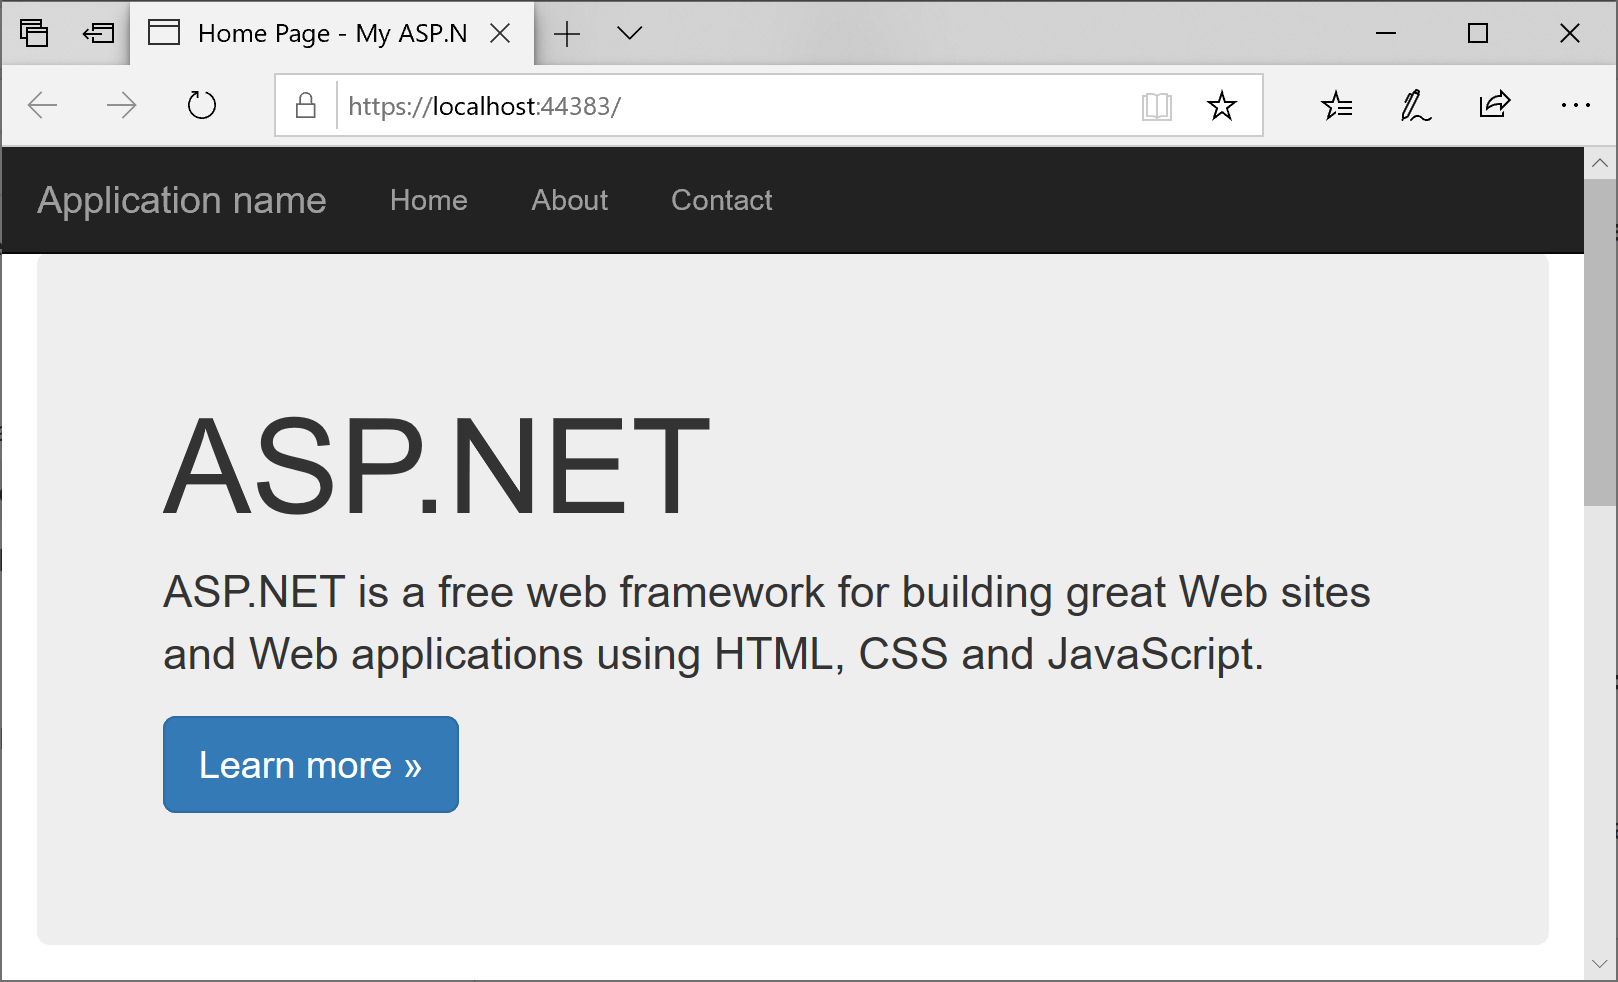 Home Page - My ASP.N
https://localhost:44383/
Application name Home About Contact
ASP.NET
ASP.NET is a free web framework for building great Web sites
and Web applications using HTML, CSS and JavaScript.
Learn more »